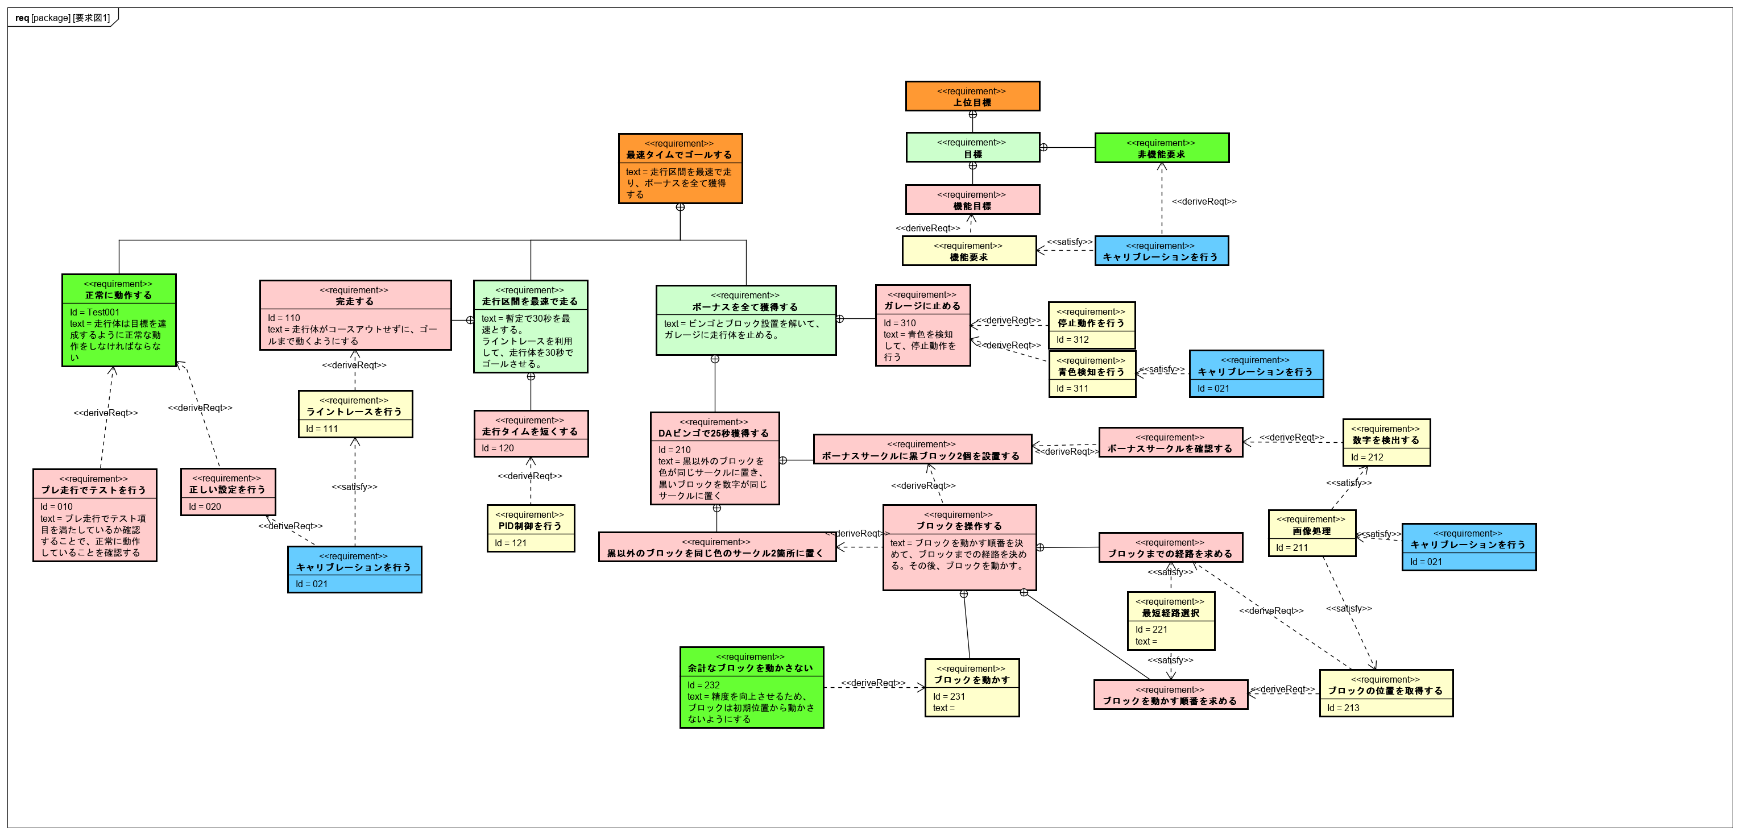 req [package] [要求図1]
<<requirement>>
上位目標
<<requirement>>
目標
<<requirement>>
非機能要求
<<requirement>>
機能目標
<<deriveReqt>>
<<deriveReqt>>
<<requirement>>
機能要求
<<satisfy>>
<<requirement>>
キャリブレーションを行う
<<requirement>>
最速タイムでゴールする
text = 走行区間を最速で走
り、ボーナスを全て獲得
する
<<requirement>>
正常に動作する
Id = Test001
text = 走行体は目標を達
成するように正常な動
作をしなければならな
い
<<requirement>>
完走する
Id = 110
text = 走行体がコースアウトせずに、ゴー
ルまで動くようにする
<<requirement>>
走行区間を最速で走る
text = 暫定で30秒を最
速とする。
ライントレースを利用
して、走行体を30秒で
ゴールさせる。
<<requirement>>
ボーナスを全て獲得する
text = ビンゴとブロック設置を解いて、
ガレージに走行体を止める。
<<requirement>>
ガレージに止める
Id = 310
text = 青色を検知
して、停止動作を
行う
<<deriveReqt>>
<<requirement>>
停止動作を行う
Id = 312
<<deriveReqt>>
<<requirement>>
青色検知を行う
Id = 311
<<satisfy>>
<<requirement>>
キャリブレーションを行う
Id = 021
<<deriveReqt>>
<<deriveReqt>>
<<deriveReqt>>
<<requirement>>
ライントレースを行う
Id = 111
<<requirement>>
走行タイムを短くする
Id = 120
<<requirement>>
DAビンゴで25秒獲得する
Id = 210
text = 黒以外のブロックを
色が同じサークルに置き、
黒いブロックを数字が同じ
サークルに置く
<<requirement>>
ボーナスサークルに黒ブロック2個を設置する
<<deriveReqt>>
<<requirement>>
ボーナスサークルを確認する
<<deriveReqt>>
<<requirement>>
数字を検出する
Id = 212
<<requirement>>
プレ走行でテストを行う
Id = 010
text = プレ走行でテスト項
目を満たしているか確認
することで、正常に動作
していることを確認する
<<requirement>>
正しい設定を行う
Id = 020
<<satisfy>>
<<deriveReqt>>
<<deriveReqt>>
<<satisfy>>
<<requirement>>
PID制御を行う
Id = 121
<<deriveReqt>>
<<requirement>>
キャリブレーションを行う
Id = 021
<<requirement>>
黒以外のブロックを同じ色のサークル2箇所に置く
<<deriveReqt>>
<<requirement>>
ブロックを操作する
text = ブロックを動かす順番を決
めて、ブロックまでの経路を決め
る。その後、ブロックを動かす。
<<requirement>>
ブロックまでの経路を求める
<<requirement>>
画像処理
Id = 211
<<satisfy>>
<<requirement>>
キャリブレーションを行う
Id = 021
<<satisfy>>
<<requirement>>
最短経路選択
Id = 221
text =
<<deriveReqt>>
<<satisfy>>
<<satisfy>>
<<requirement>>
余計なブロックを動かさない
Id = 232
text = 精度を向上させるため、
ブロックは初期位置から動かさ
ないようにする
<<deriveReqt>>
<<requirement>>
ブロックを動かす
Id = 231
text =
<<requirement>>
ブロックを動かす順番を求める
<<deriveReqt>>
<<requirement>>
ブロックの位置を取得する
Id = 213